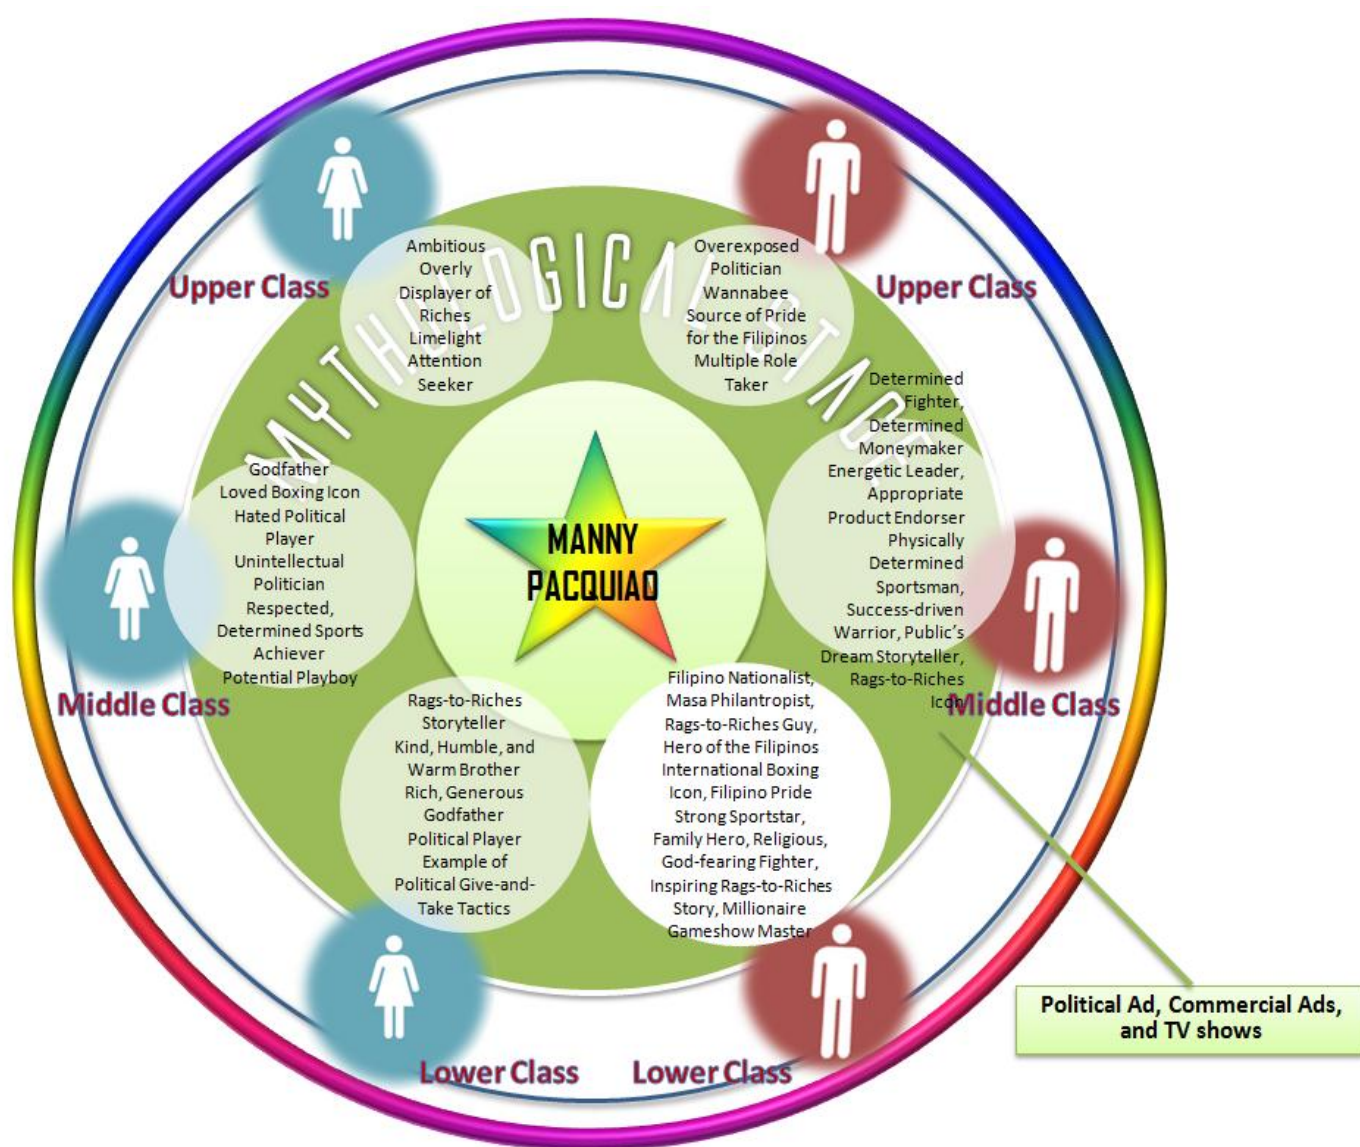 MYTHOLOGICAL STAGE
Upper Class
Ambitious
Overly
Displayer of
Riches
Limelight
Attention
Seeker
Overexposed
Politician
Wannabee
Source of Pride
for the Filipinos
Multiple Role
Taker
Upper Class
Godfather
Loved Boxing Icon
Hated Political
Player
Unintellectual
Politician
Respected,
Determined Sports
Achiever
Potential Playboy
Middle Class
MANNY
PACQUIAO
Determined
Fighter,
Determined
Moneymaker
Energetic Leader,
Appropriate
Product Endorser
Physically
Determined
Sportsman,
Success-driven
Warrior, Public's
Dream Storyteller,
Rags-to-Riches
Icon
Middle Class
Rags-to-Riches
Storyteller
Kind, Humble, and
Warm Brother
Rich, Generous
Godfather
Political Player
Example of
Political Give-and-
Take Tactics
Lower Class
Filipino Nationalist,
Masa Philantropist,
Rags-to-Riches Guy,
Hero of the Filipinos
International Boxing
Icon, Filipino Pride
Strong Sportstar,
Family Hero, Religious,
God-fearing Fighter,
Inspiring Rags-to-Riches
Story, Millionaire
Gameshow Master
Lower Class
Political Ad, Commercial Ads,
and TV shows